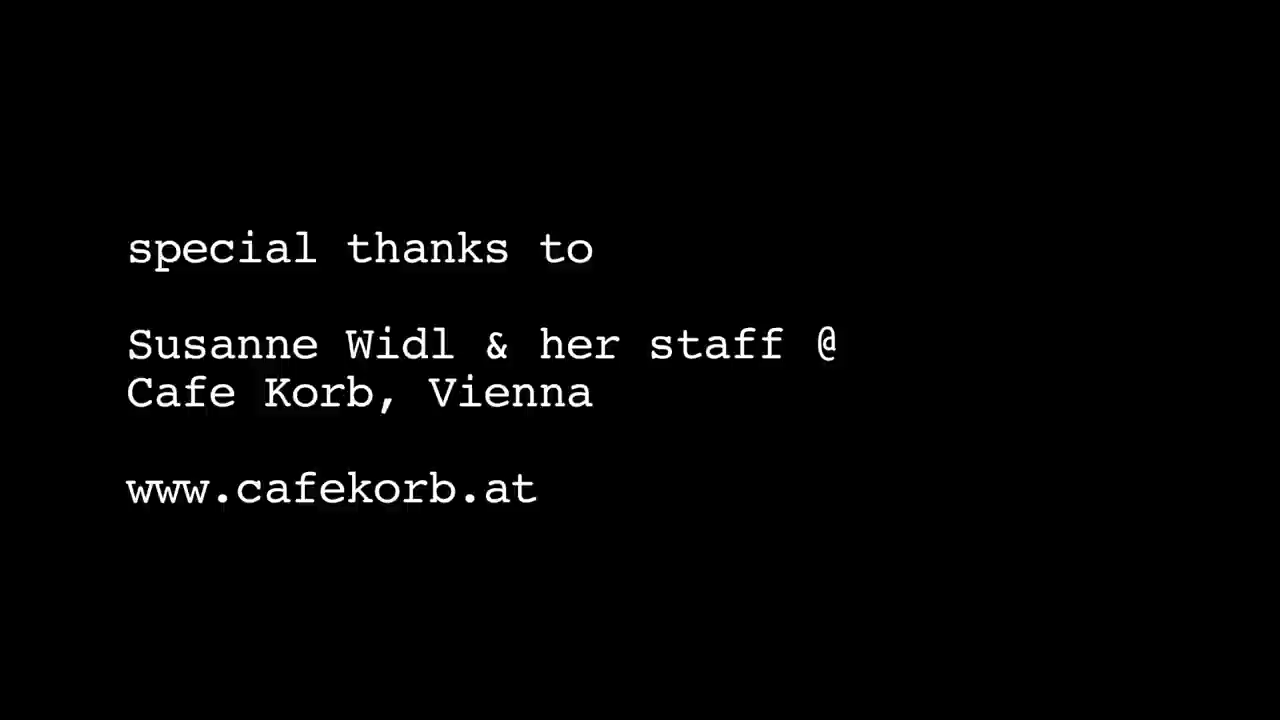 special thanks to
Susanne Widl & her staff @
Cafe Korb, Vienna
www.cafekorb.at